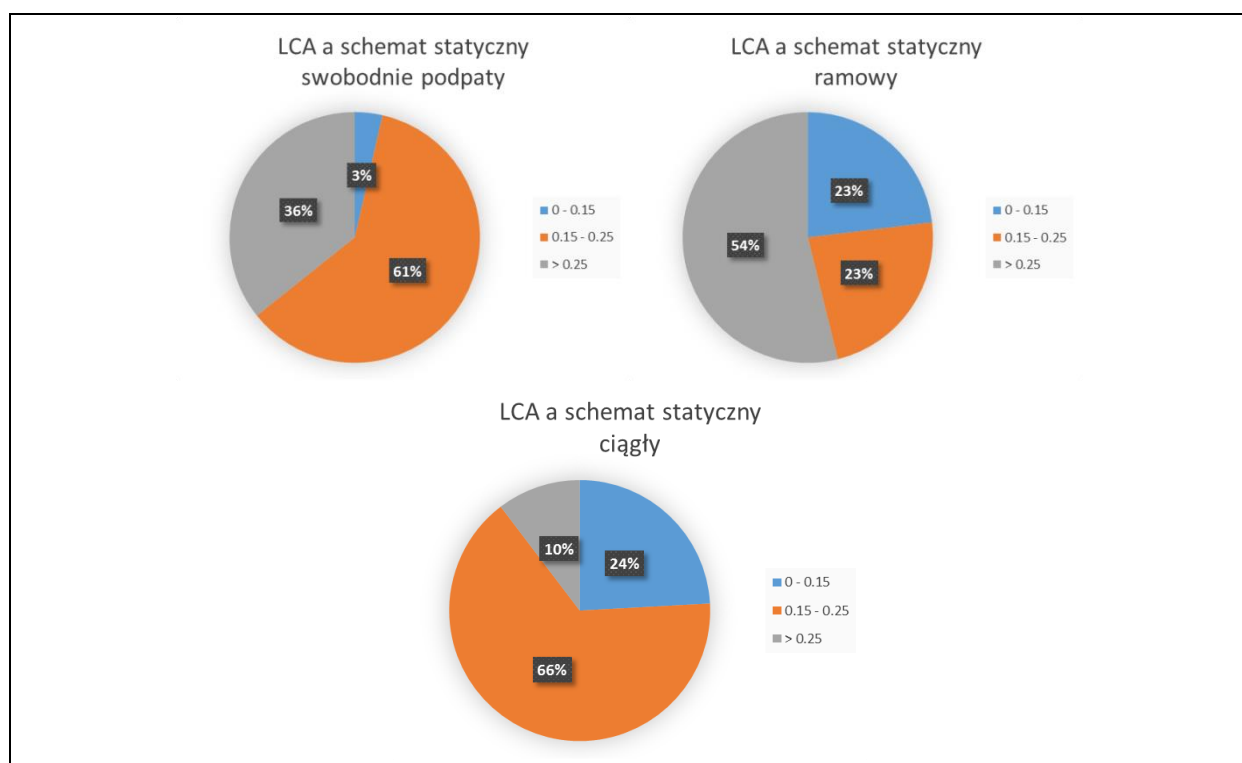 LCA a schemat statyczny
swobodnie podpaty
3%
36%
61%
0 - 0.15
0.15 - 0.25
> 0.25
LCA a schemat statyczny
ramowy
23%
54%
23%
0 - 0.15
0.15 - 0.25
> 0.25
LCA a schemat statyczny
ciągły
10%
24%
66%
0 - 0.15
0.15 - 0.25
> 0.25